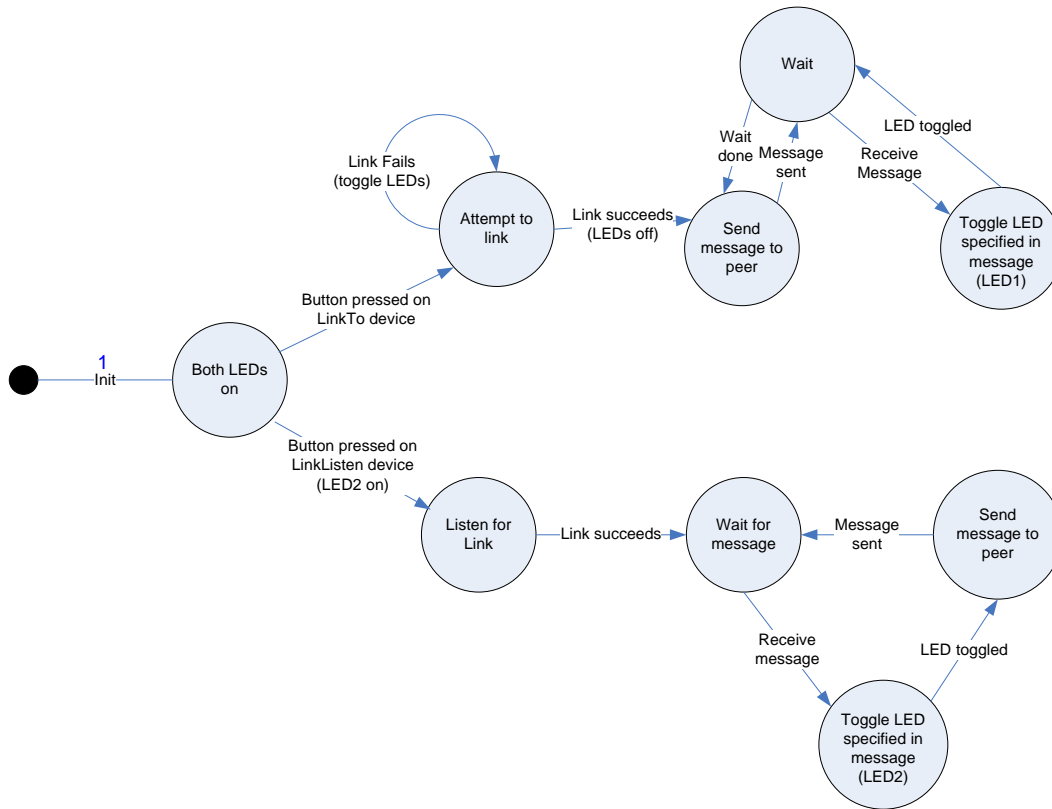 Wait
LED toggled
Wait
done
Message
sent
Receive
Message
Link Fails
(toggle LEDs)
Attempt to
link
Link succeeds
(LEDs off)
Send
message to
peer
Toggle LED
specified in
message
(LED1)
Button pressed on
LinkTo device
1
Init
Both LEDs
on
Button pressed on
LinkListen device
(LED2 on)
Listen for
Link
Link succeeds
Wait for
message
Message
sent
Send
message to
peer
Receive
message
LED toggled
Toggle LED
specified in
message
(LED2)